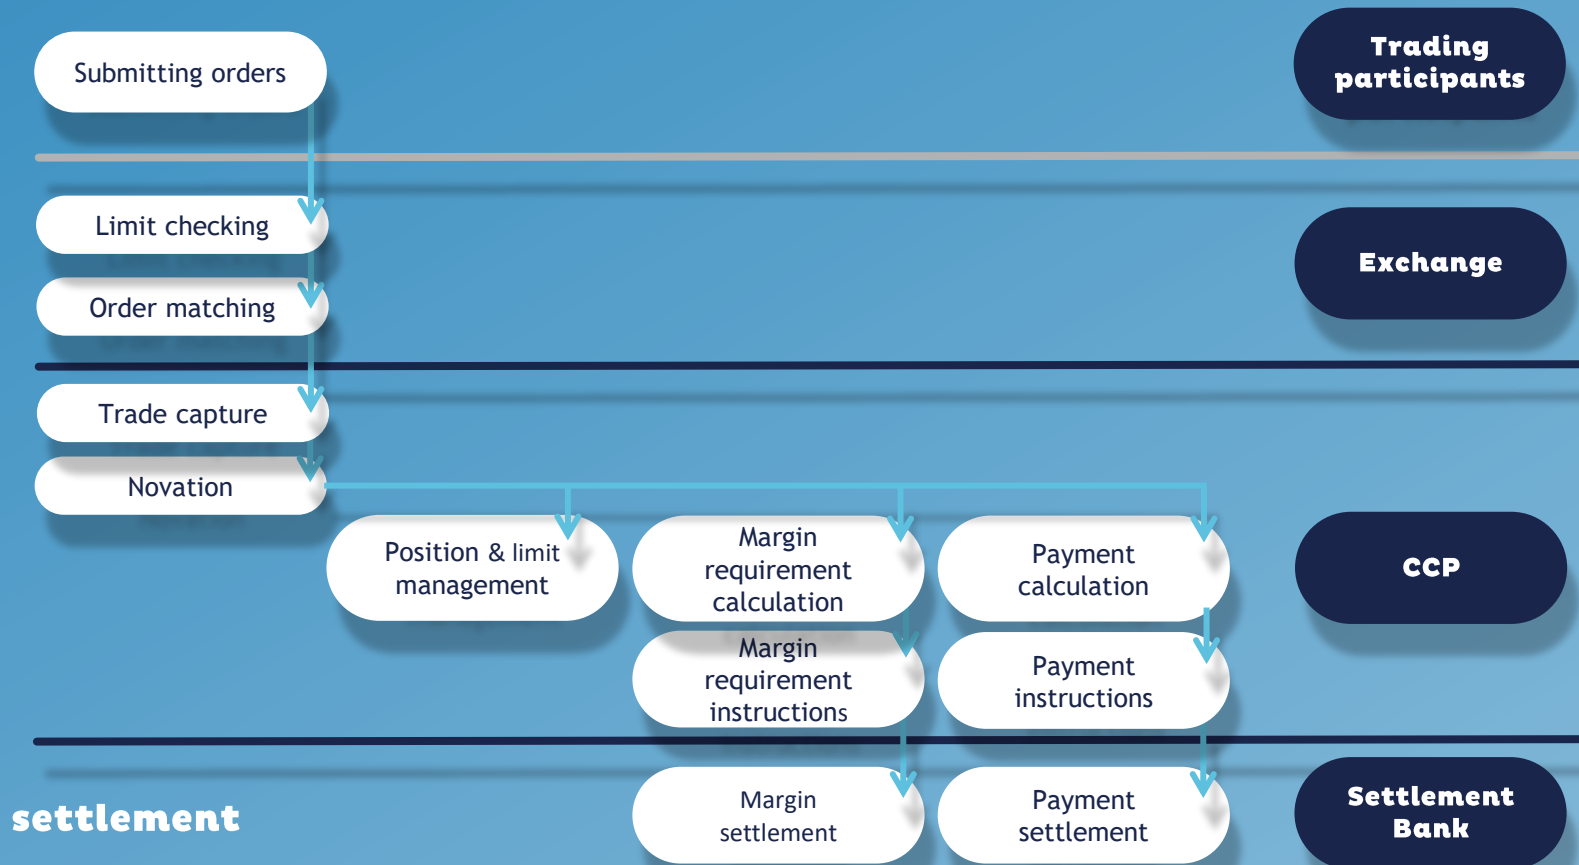 Submitting orders
Trading
participants
Limit checking
Exchange
Order matching
Trade capture
Novation
Position & limit
management
Margin
requirement
calculation
Payment
calculation
CCP
Margin
requirement
instructions
Payment
instructions
settlement
Margin
settlement
Payment
settlement
Settlement
Bank